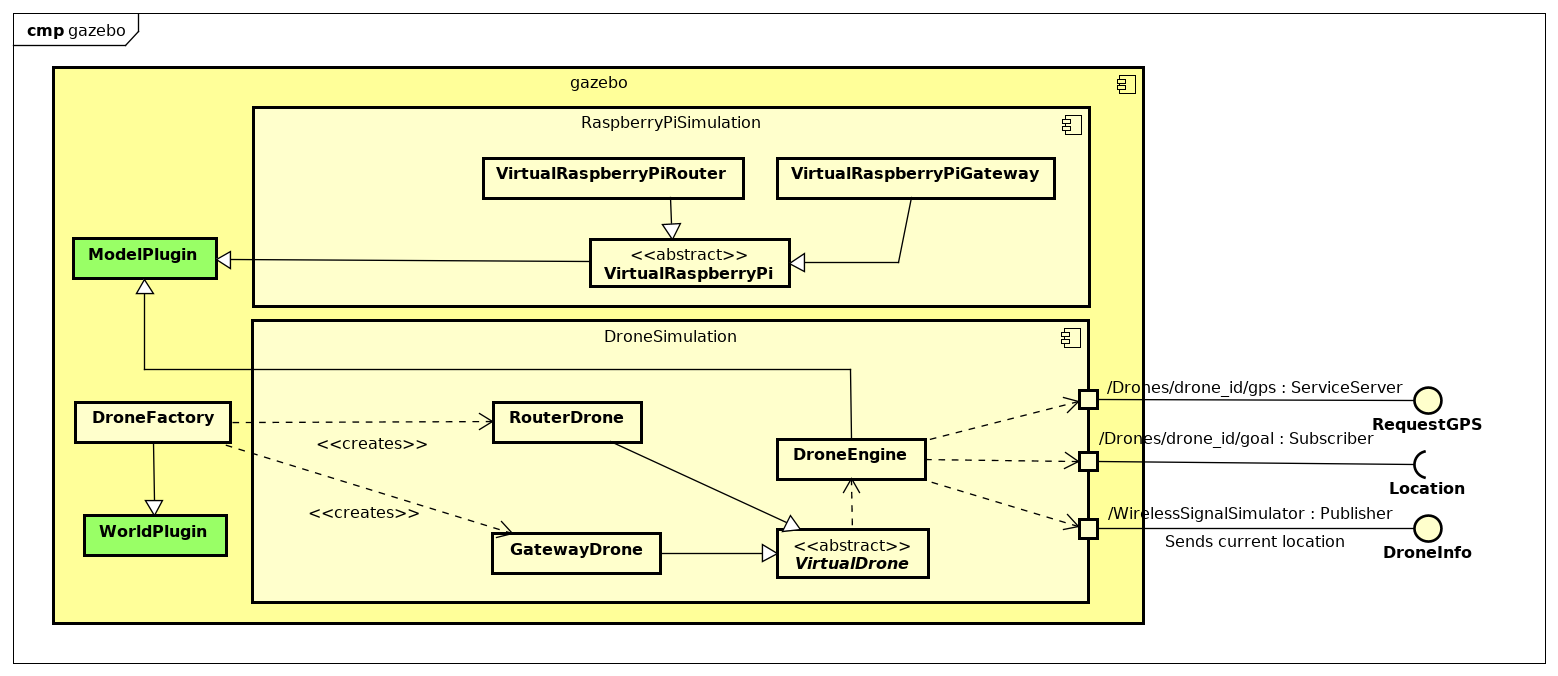 cmp gazebo
gazebo
RaspberryPiSimulation
VirtualRaspberryPiRouter
VirtualRaspberryPiGateway
ModelPlugin
<<abstract>>
VirtualRaspberryPi
DroneSimulation
/Drones/drone_id/gps : ServiceServer
RequestGPS
DroneFactory
RouterDrone
<<creates>>
/Drones/drone_id/goal : Subscriber
Location
DroneEngine
<<creates>>
/WirelessSignalSimulator : Publisher
Sends current location
DroneInfo
WorldPlugin
GatewayDrone
<<abstract>>
VirtualDrone